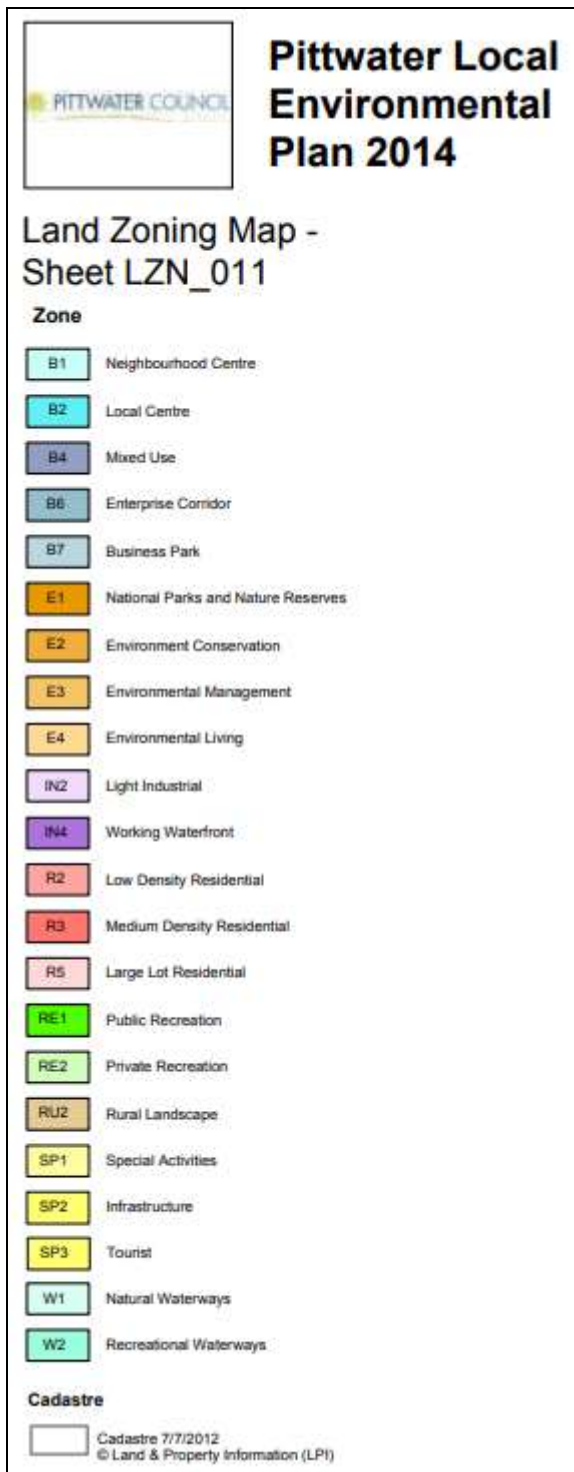 PITTWATER COUNCIL
Pittwater Local
Environmental
Plan 2014
Land Zoning Map -
Sheet LZN_011
Zone
B1 Neighbourhood Centre
B2 Local Centre
B4 Mixed Use
B6 Enterprise Corridor
B7 Business Park
E1 National Parks and Nature Reserves
E2 Environment Conservation
E3 Environmental Management
E4 Environmental Living
IN2 Light Industrial
IN4 Working Waterfront
R2 Low Density Residential
R3 Medium Density Residential
R5 Large Lot Residential
RE1 Public Recreation
RE2 Private Recreation
RU2 Rural Landscape
SP1 Special Activities
SP2 Infrastructure
SP3 Tourist
W1 Natural Waterways
W2 Recreational Waterways
Cadastre
Cadastre 7/7/2012
© Land & Property Information (LPI)